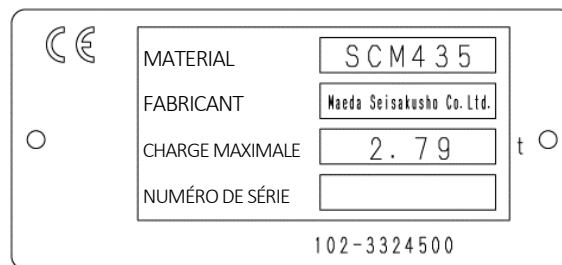 CE
MATERIAL SCM435
FABRICANT Maeda Seisakusho Co. Ltd.
CHARGE MAXIMALE 2.79 t
NUMÉRO DE SÉRIE
102-3324500